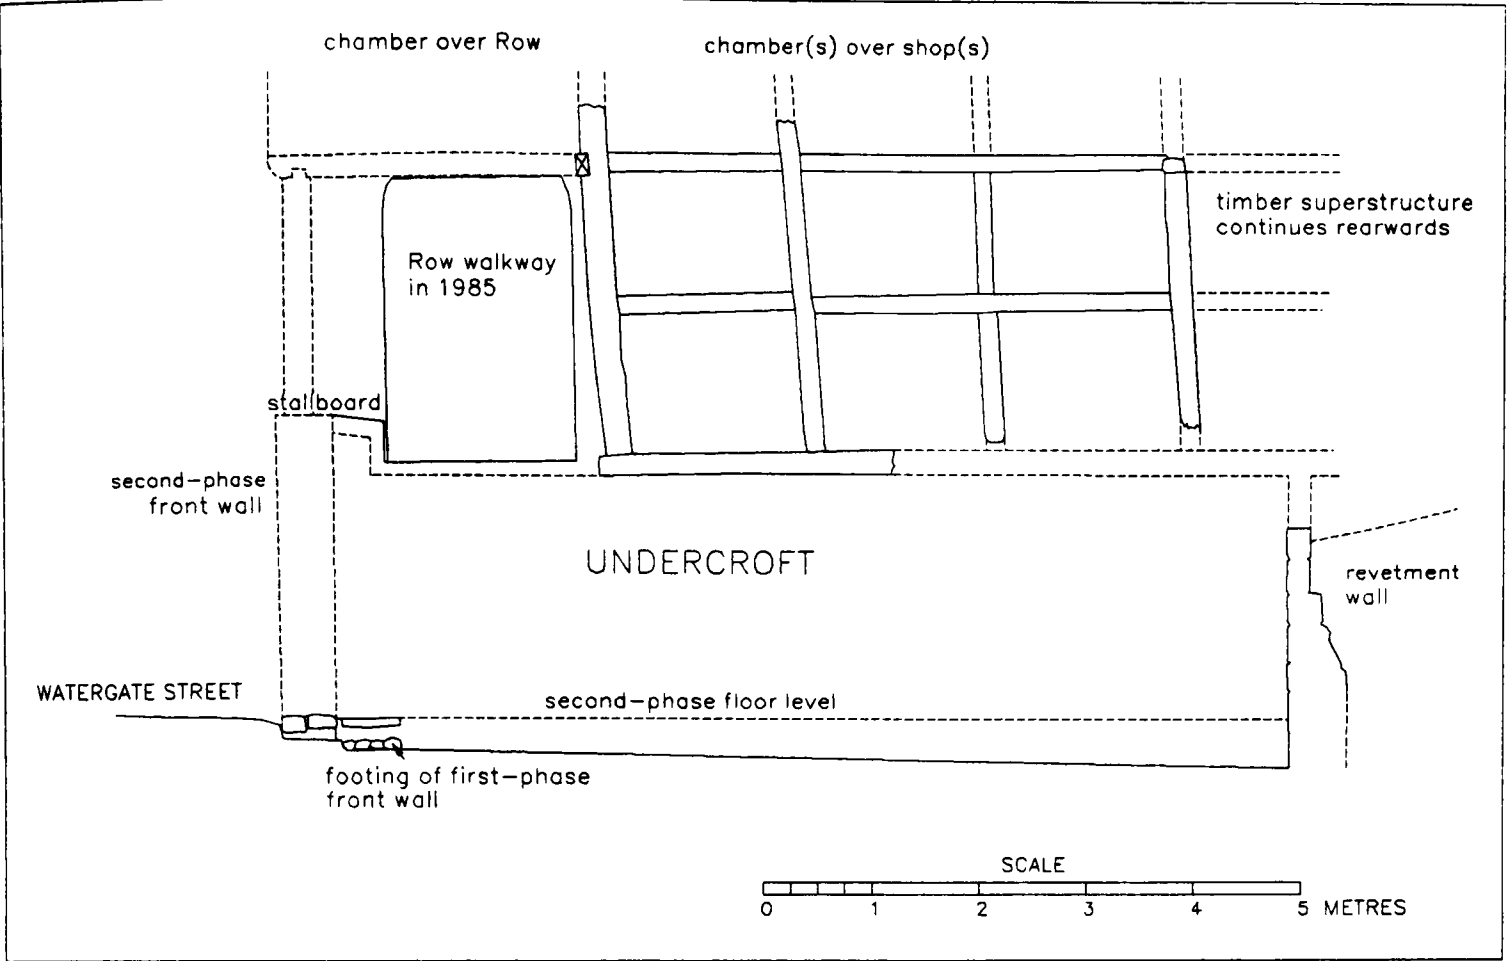 chamber over Row
chamber(s) over shop(s)
timber superstructure
continues rearwards
Row walkway
in 1985
stallboard
second-phase
front wall
UNDERCROFT
revetment
wall
WATERGATE STREET
second-phase floor level
footing of first-phase
front wall
SCALE
0 1 2 3 4 5 METRES